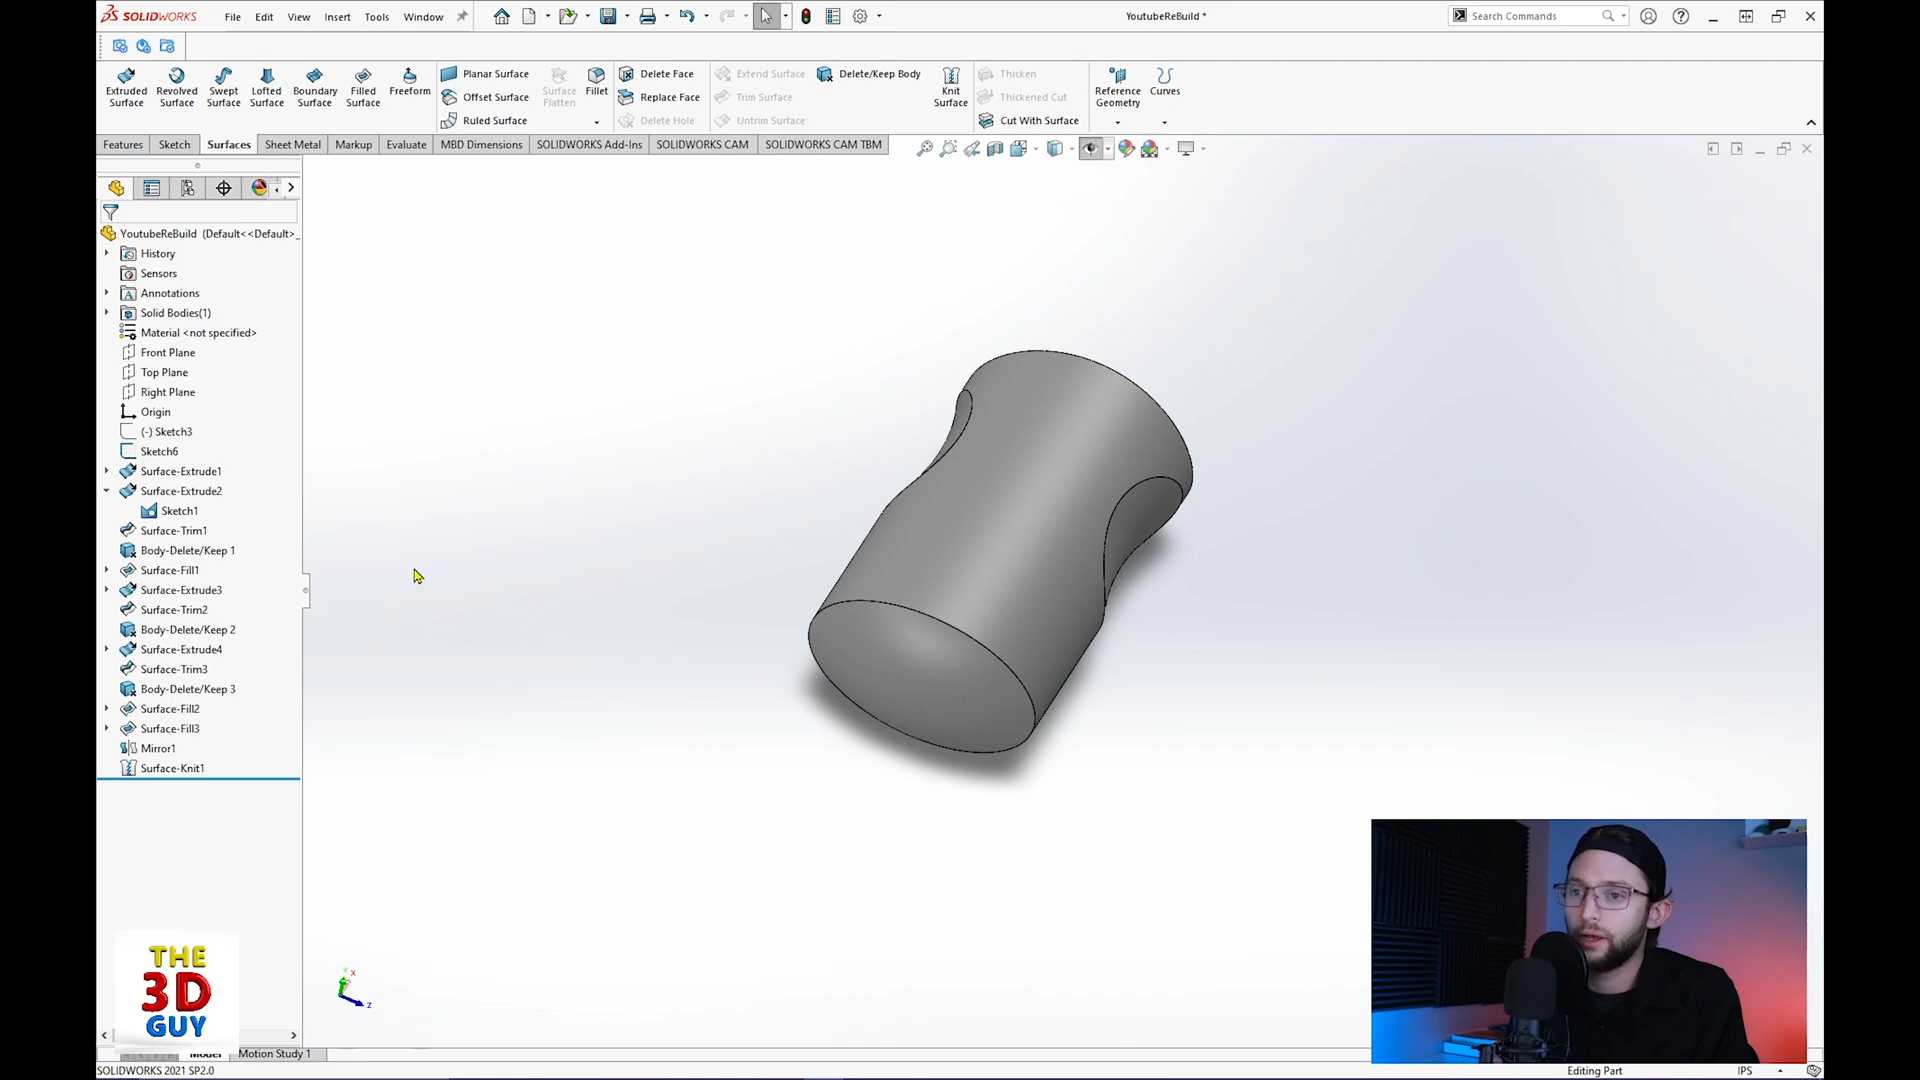 SOLIDWORKS File Edit View Insert Tools Window YoutubeReBuild * Search Commands
Extruded Surface
Revolved Surface
Swept Surface
Lofted Surface
Boundary Surface
Filled Surface
Freeform
Planar Surface
Offset Surface
Ruled Surface
Surface Flatten
Fillet
Delete Face
Replace Face
Delete Hole
Extend Surface
Trim Surface
Untrim Surface
Delete/Keep Body
Knit Surface
Thicken
Thickened Cut
Cut With Surface
Reference Geometry
Curves
Features Sketch Surfaces Sheet Metal Markup Evaluate MBD Dimensions SOLIDWORKS Add-Ins SOLIDWORKS CAM SOLIDWORKS CAM TBM
YoutubeReBuild (Default<<Default>_
History
Sensors
Annotations
Solid Bodies(1)
Material <not specified>
Front Plane
Top Plane
Right Plane
Origin
(-) Sketch3
Sketch6
Surface-Extrude1
Surface-Extrude2
Sketch1
Surface-Trim1
Body-Delete/Keep 1
Surface-Fill1
Surface-Extrude3
Surface-Trim2
Body-Delete/Keep 2
Surface-Extrude4
Surface-Trim3
Body-Delete/Keep 3
Surface-Fill2
Surface-Fill3
Mirror1
Surface-Knit1
THE
3D
GUY
x
z
Model Motion Study 1
SOLIDWORKS 2021 SP2.0 Editing Part IPS